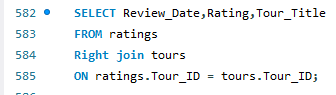 582 SELECT Review_Date,Rating,Tour_Title
583 FROM ratings
584 Right join tours
585 ON ratings.Tour_ID = tours.Tour_ID;